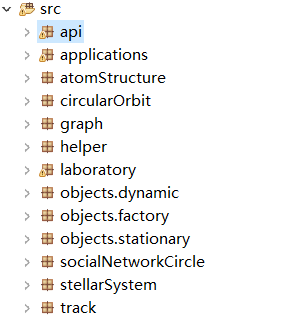 src
api
applications
atomStructure
circularOrbit
graph
helper
laboratory
objects.dynamic
objects.factory
objects.stationary
socialNetworkCircle
stellarSystem
track